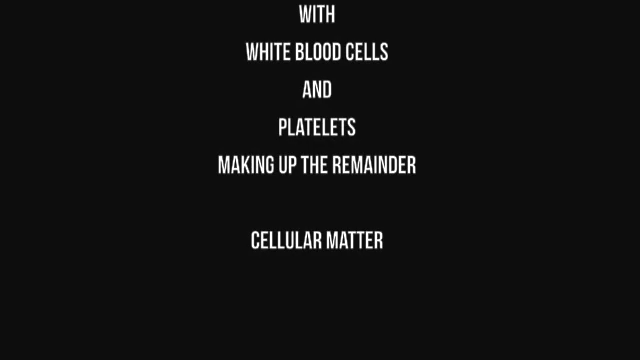 WITH
WHITE BLOOD CELLS
AND
PLATELETS
MAKING UP THE REMAINDER
CELLULAR MATTER